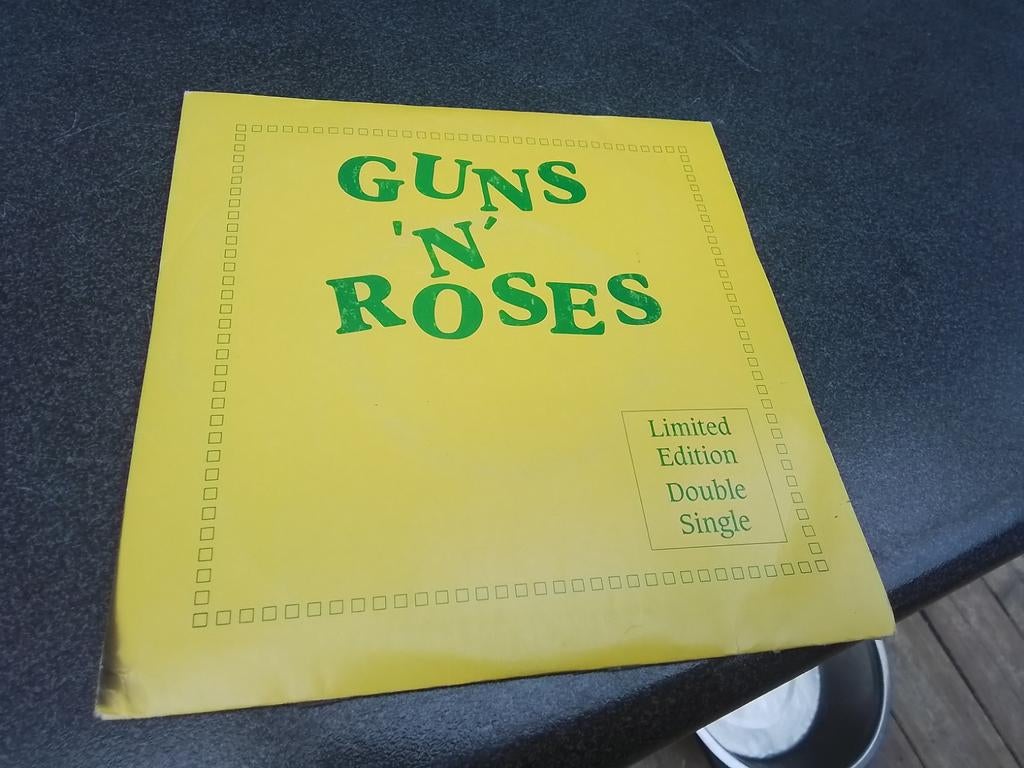 GUNS
'N'
ROSES
Limited
Edition
Double
Single